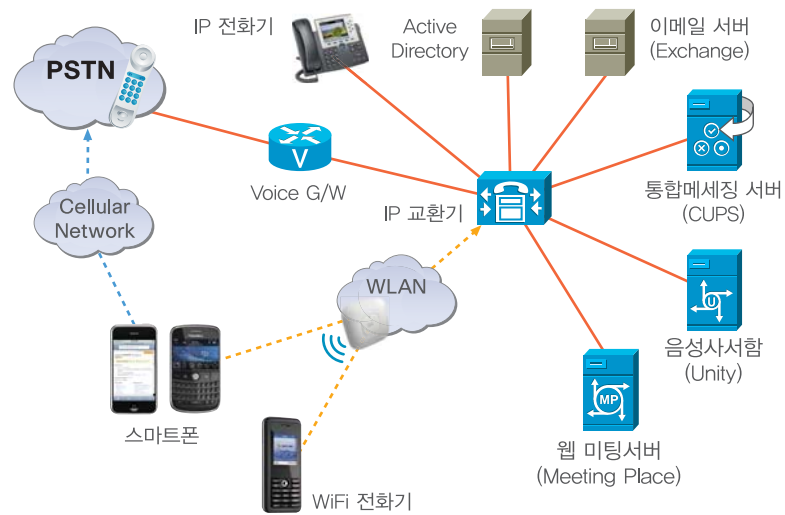 IP 전화기
Active
Directory
이메일 서버
(Exchange)
PSTN
V
Voice G/W
IP 교환기
통합메세징 서버
(CUPS)
Cellular
Network
WLAN
U
음성사서함
(Unity)
MP
웹 미팅서버
(Meeting Place)
스마트폰
WiFi 전화기